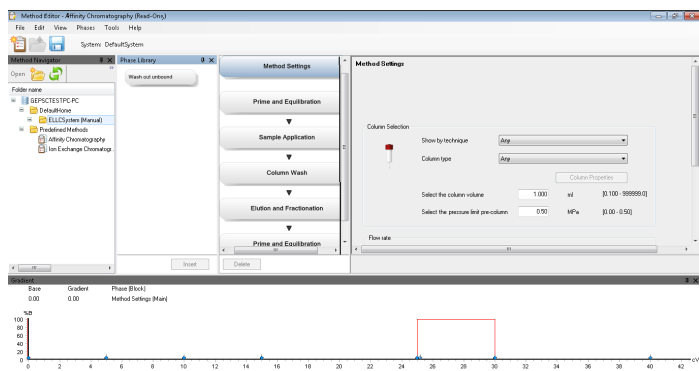 Method Editor - Affinity Chromatography (Read-Only)
File Edit View Phases Tools Help
System: DefaultSystem
Method Navigator
Open
Folder name
GEPSCTESTPC-PC
DefaultHome
ELLCSystem (Manual)
Predefined Methods
Affinity Chromatography
Ion Exchange Chromatogr..
Phase Library
Wash out unbound
Insert
Method Settings
Prime and Equilibration
Sample Application
Column Wash
Elution and Fractionation
Prime and Equilibration
Delete
Method Settings
Column Selection
Show by technique Any
Column type Any
Column Properties
Select the column volume 1.000 ml [0.100 - 999999.0]
Select the pressure limit pre-column 0.50 MPa [0.00 - 0.50]
Flow rate
Gradient
Base Gradient Phase (Block)
0.00 0.00 Method Settings (Main)
%B
100
80
60
40
20
0
0 2 4 6 8 10 12 14 16 18 20 22 24 26 28 30 32 34 36 38 40 42
cV